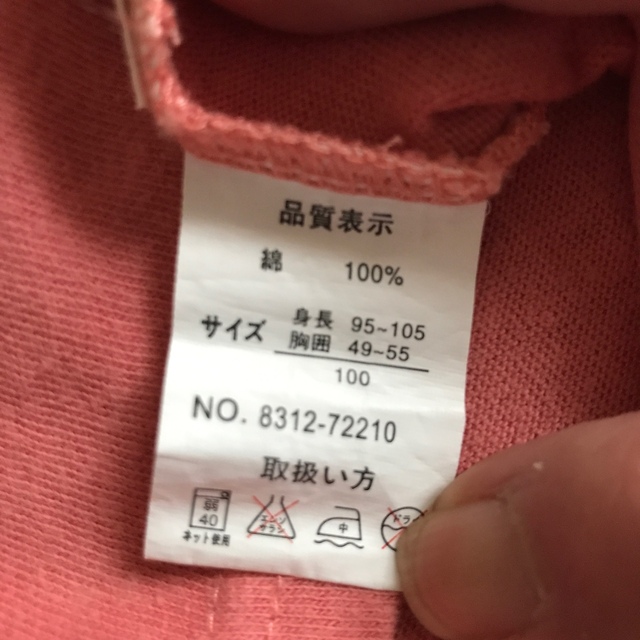 品質表示
綿 100%
サイズ 身長 95~105
胸囲 49~55
100
NO. 8312-72210
取扱い方
弱 40 中
ネット使用